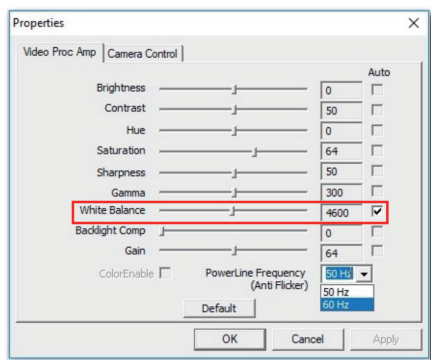 Properties
Video Proc Amp Camera Control
Auto
Brightness 0
Contrast 50
Hue 0
Saturation 64
Sharpness 50
Gamma 300
White Balance 4600
Backlight Comp 0
Gain 64
ColorEnable PowerLine Frequency 50 Hz
(Anti Flicker) 50 Hz
60 Hz
Default
OK Cancel Apply